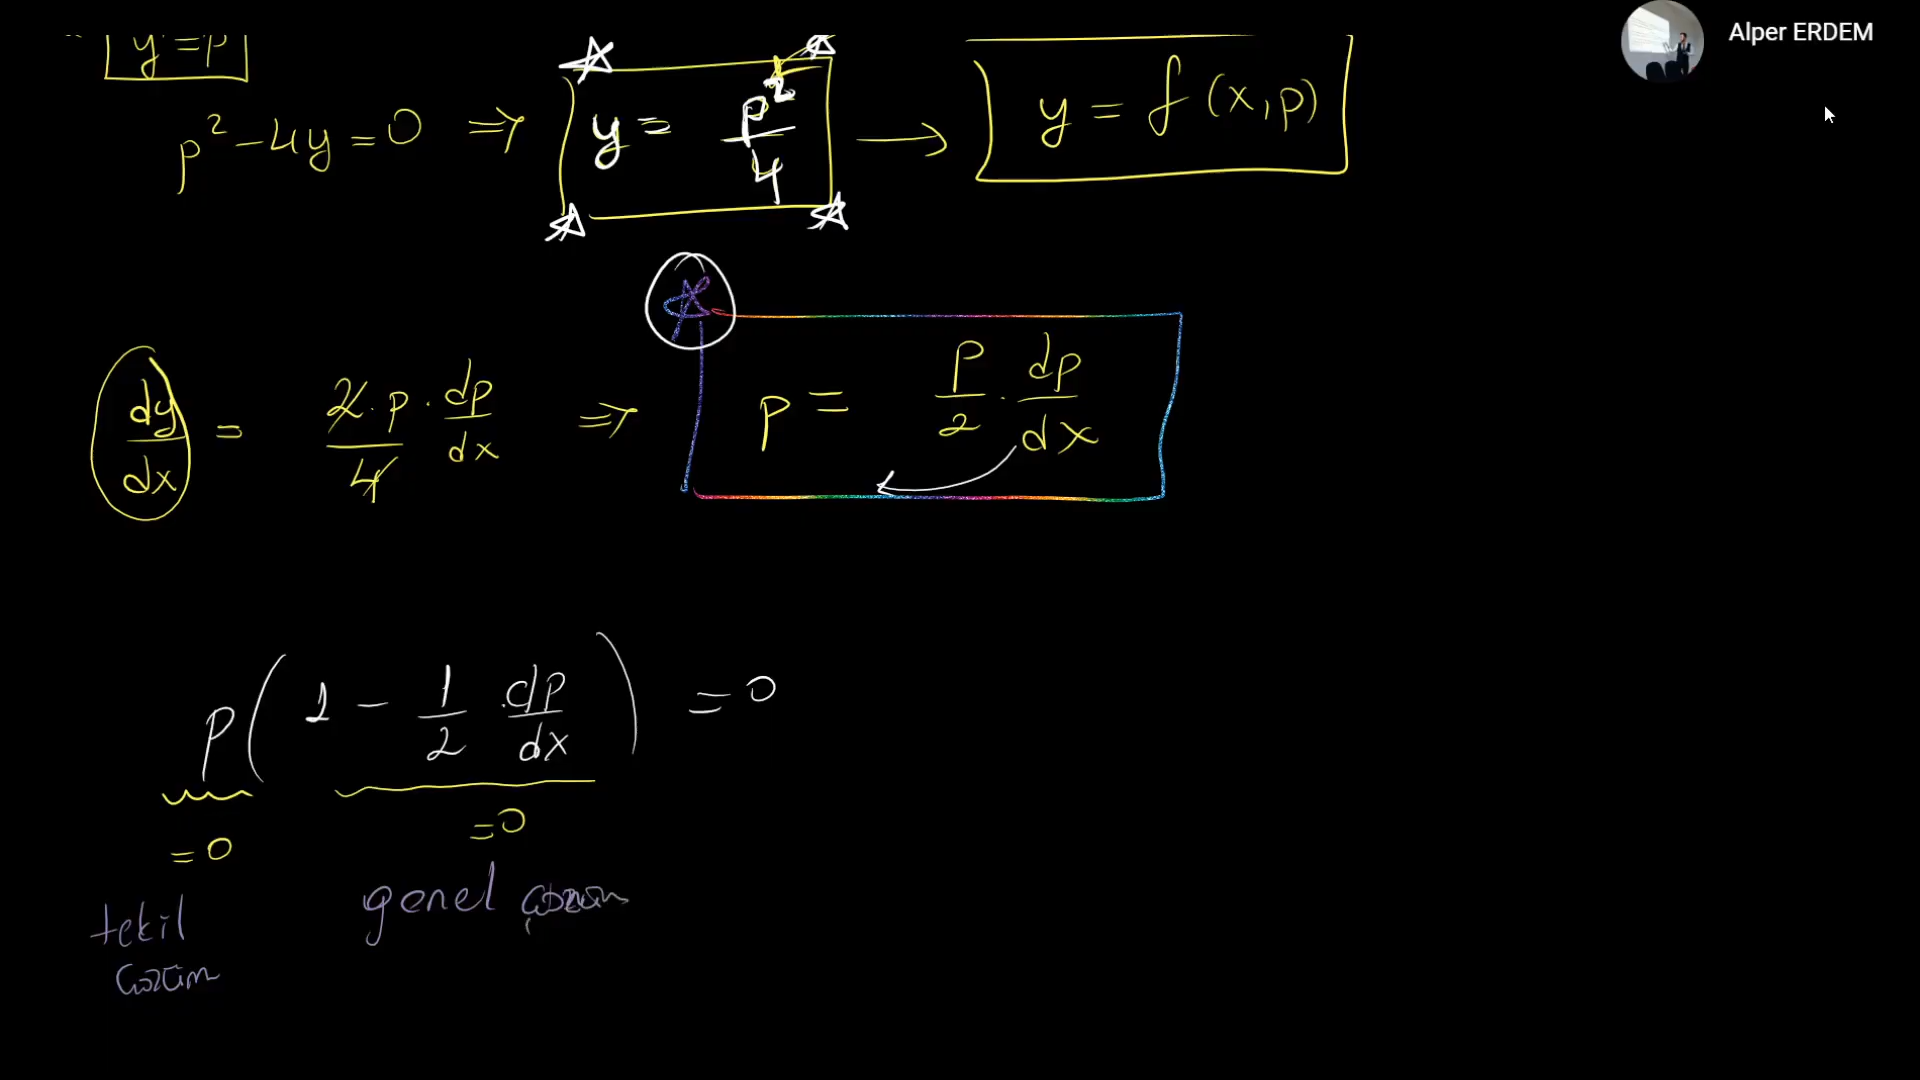 Alper ERDEM
y' = p
p² - 4y = 0 ⇒ y = p²/4 → y = f(x,p)
dy/dx = 2·p/4 · dp/dx ⇒ p = p/2 · dp/dx
p(1 - 1/2 · dp/dx) = 0
= 0 = 0
tekil genel çözüm
çözüm